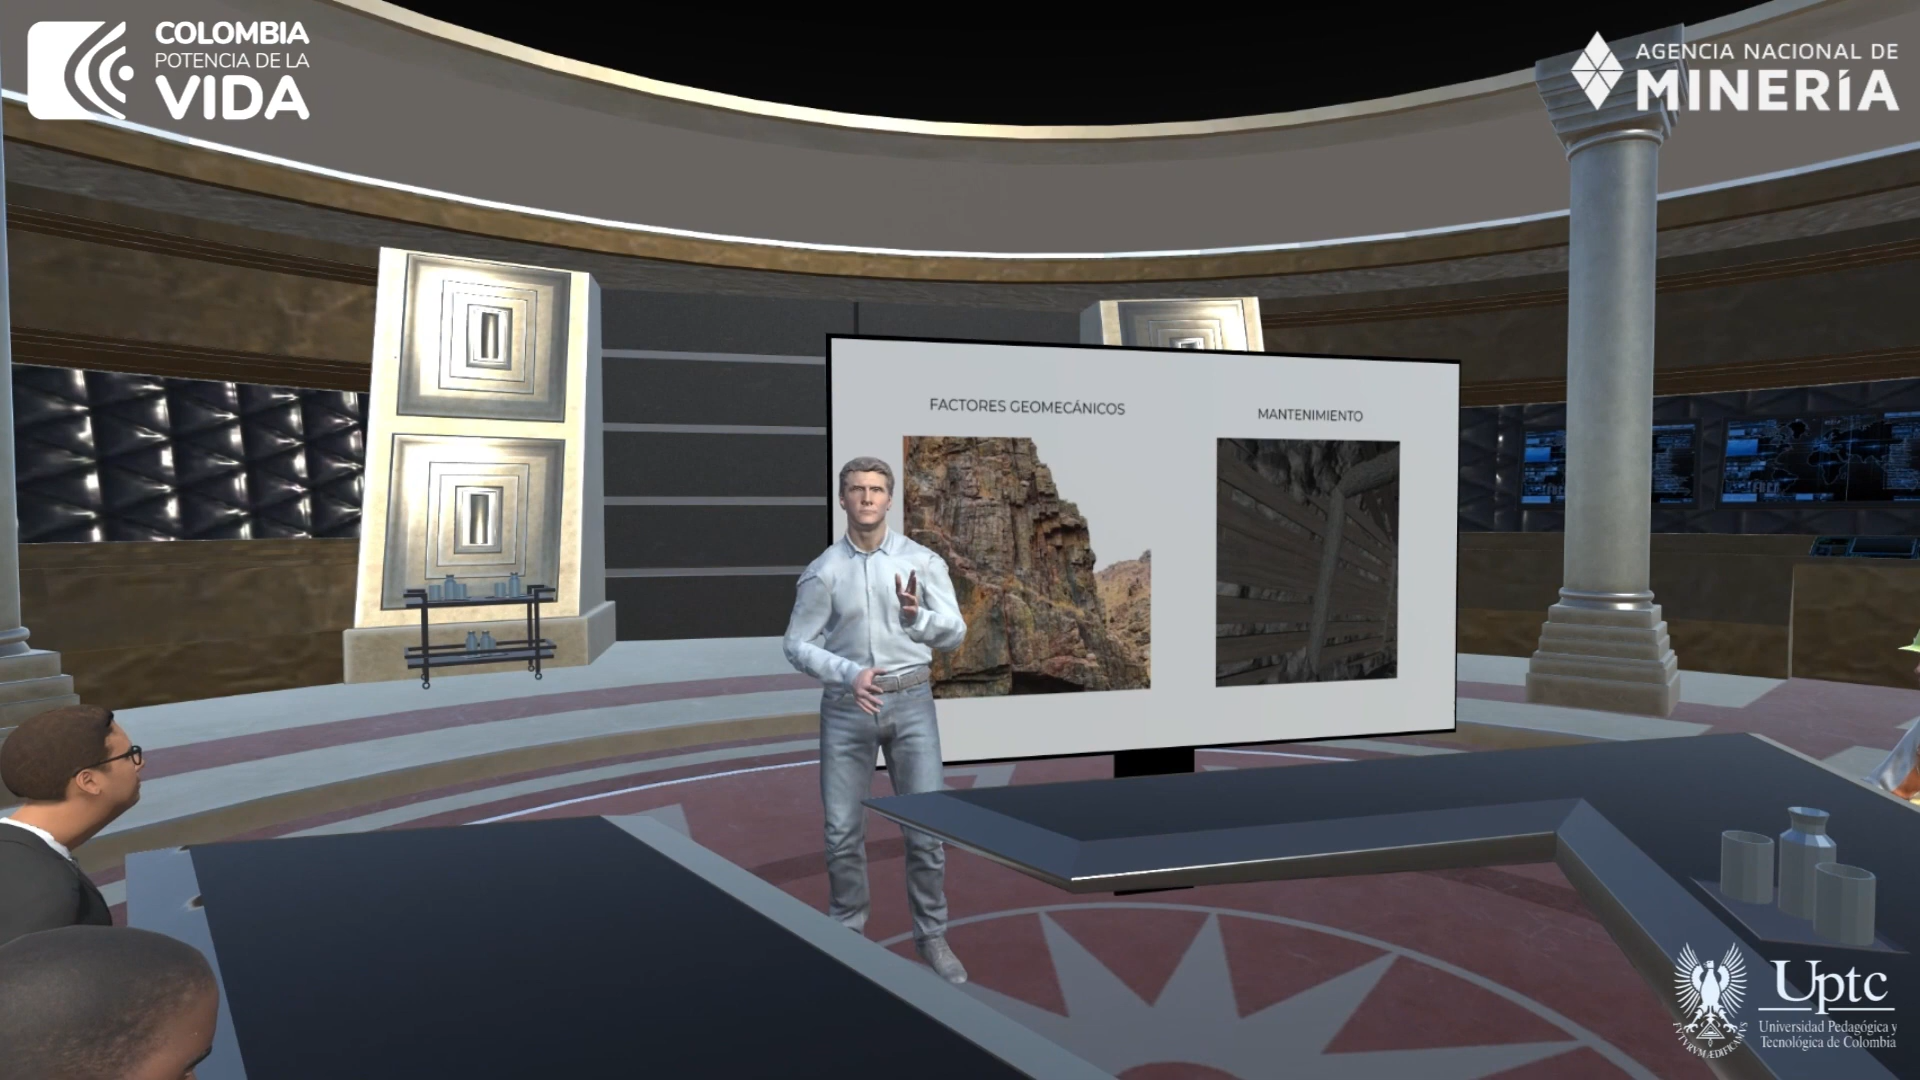 COLOMBIA
POTENCIA DE LA
VIDA
AGENCIA NACIONAL DE
MINERÍA
FACTORES GEOMECÁNICOS
MANTENIMIENTO
Uptc
Universidad Pedagógica y
Tecnológica de Colombia